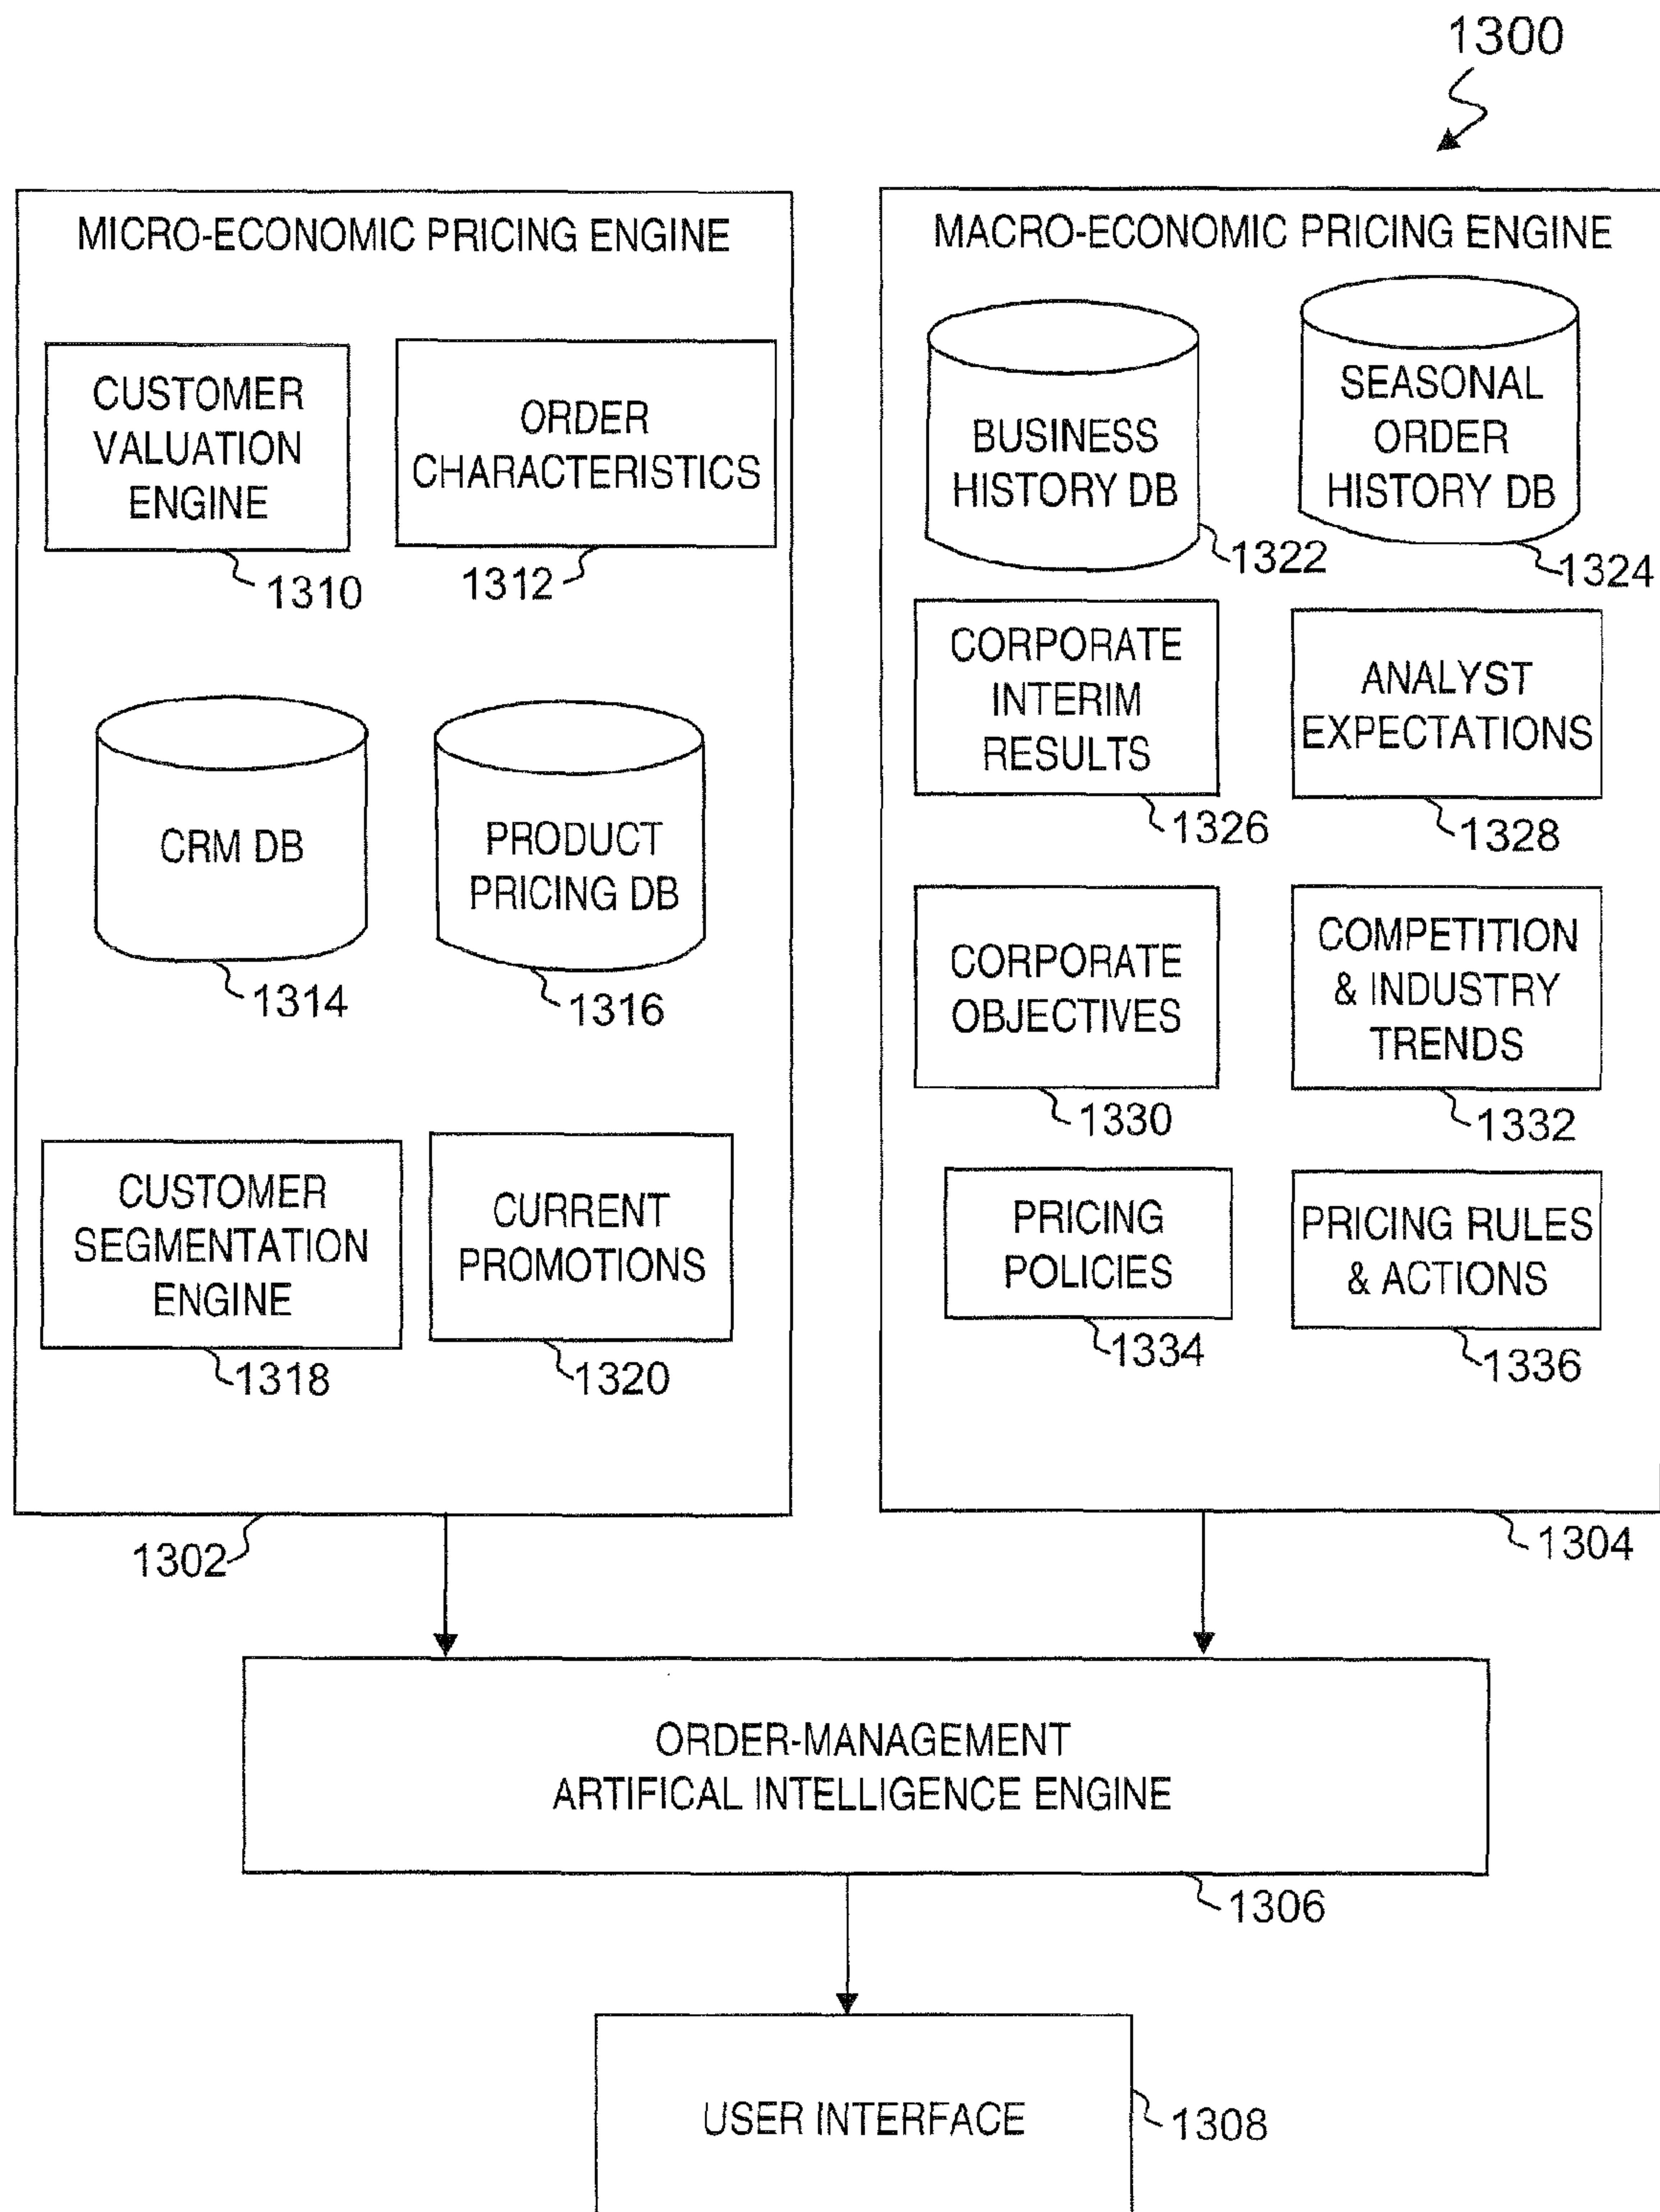 1300
MICRO-ECONOMIC PRICING ENGINE
CUSTOMER
VALUATION
ENGINE
1310
ORDER
CHARACTERISTICS
1312
CRM DB
1314
PRODUCT
PRICING DB
1316
CUSTOMER
SEGMENTATION
ENGINE
1318
CURRENT
PROMOTIONS
1320
1302
MACRO-ECONOMIC PRICING ENGINE
BUSINESS
HISTORY DB
1322
SEASONAL
ORDER
HISTORY DB
1324
CORPORATE
INTERIM
RESULTS
1326
ANALYST
EXPECTATIONS
1328
CORPORATE
OBJECTIVES
1330
COMPETITION
& INDUSTRY
TRENDS
1332
PRICING
POLICIES
1334
PRICING RULES
& ACTIONS
1336
1304
ORDER-MANAGEMENT
ARTIFICAL INTELLIGENCE ENGINE
1306
USER INTERFACE
1308